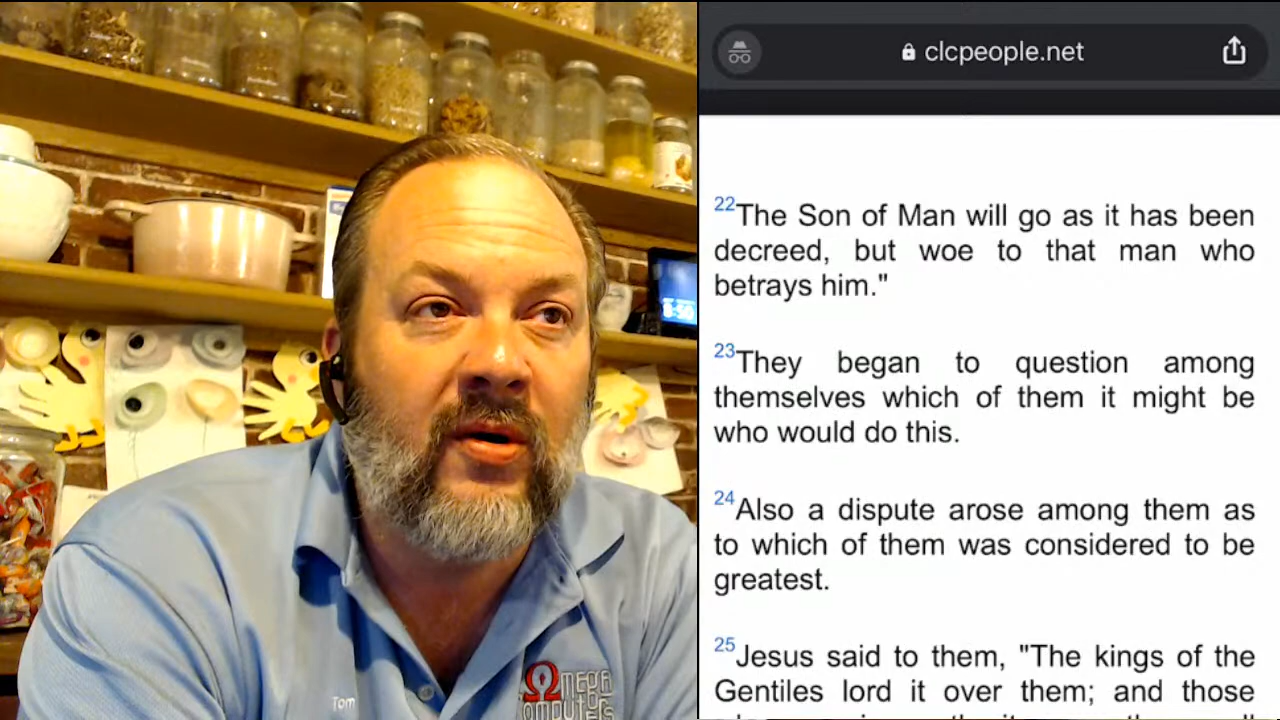 clcpeople.net
22The Son of Man will go as it has been
decreed, but woe to that man who
betrays him."
23They began to question among
themselves which of them it might be
who would do this.
24Also a dispute arose among them as
to which of them was considered to be
greatest.
25Jesus said to them, "The kings of the
Gentiles lord it over them; and those
Tom
OMEGA
COMPUTERS